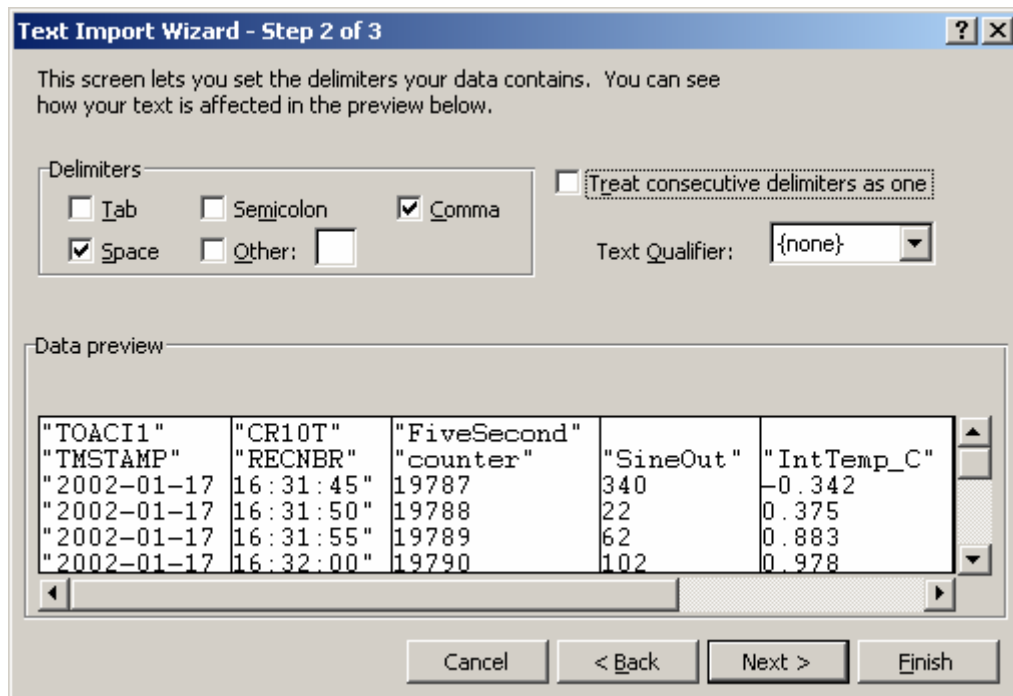 Text Import Wizard - Step 2 of 3
This screen lets you set the delimiters your data contains. You can see
how your text is affected in the preview below.
Delimiters
Tab Semicolon Comma
Space Other:
Treat consecutive delimiters as one
Text Qualifier: {none}
Data preview
"TOACI1" "CR10T" "FiveSecond"
"TMSTAMP" "RECNBR" "counter" "SineOut" "IntTemp_C"
"2002-01-17 16:31:45" 19787 340 -0.342
"2002-01-17 16:31:50" 19788 22 0.375
"2002-01-17 16:31:55" 19789 62 0.883
"2002-01-17 16:32:00" 19790 102 0.978
Cancel < Back Next > Finish